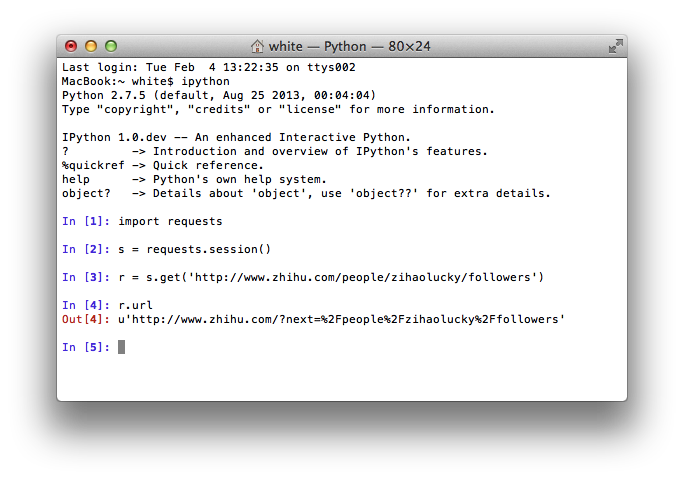 white — Python — 80×24
Last login: Tue Feb  4 13:22:35 on ttys002
MacBook:~ white$ ipython
Python 2.7.5 (default, Aug 25 2013, 00:04:04)
Type "copyright", "credits" or "license" for more information.
IPython 1.0.dev -- An enhanced Interactive Python.
?         -> Introduction and overview of IPython's features.
%quickref -> Quick reference.
help      -> Python's own help system.
object?   -> Details about 'object', use 'object??' for extra details.
In [1]: import requests
In [2]: s = requests.session()
In [3]: r = s.get('http://www.zhihu.com/people/zihaolucky/followers')
In [4]: r.url
Out[4]: u'http://www.zhihu.com/?next=%2Fpeople%2Fzihaolucky%2Ffollowers'
In [5]: